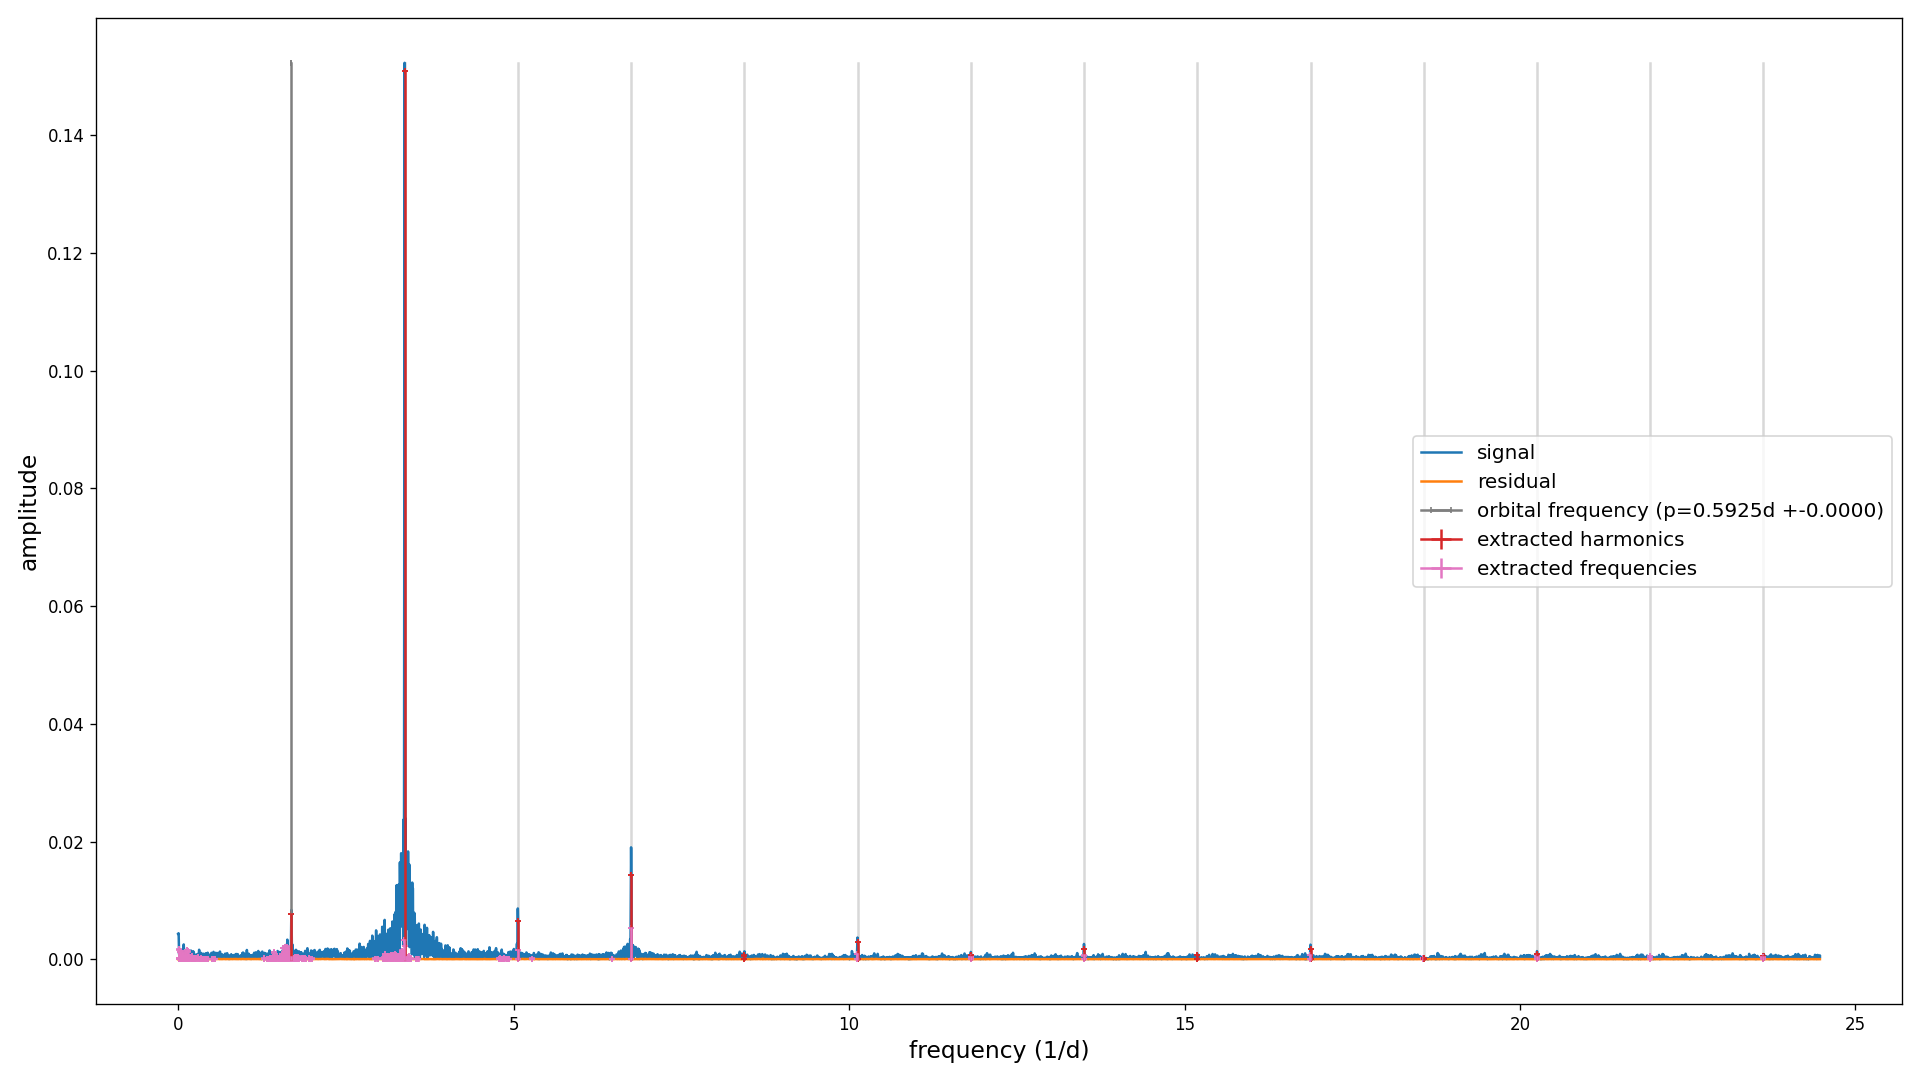 0.14
0.12
0.10
0.08
0.06
0.04
0.02
0.00
amplitude
signal
residual
orbital frequency (p=0.5925d +-0.0000)
extracted harmonics
extracted frequencies
0 5 10 15 20 25
frequency (1/d)